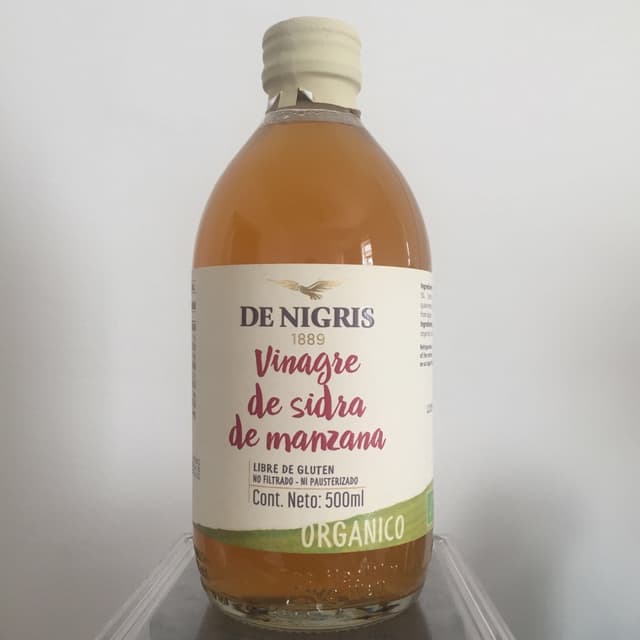 DE NIGRIS
1889
Vinagre
de sidra
de manzana
LIBRE DE GLUTEN
NO FILTRADO - NI PAUSTERIZADO
Cont. Neto: 500ml
ORGANICO